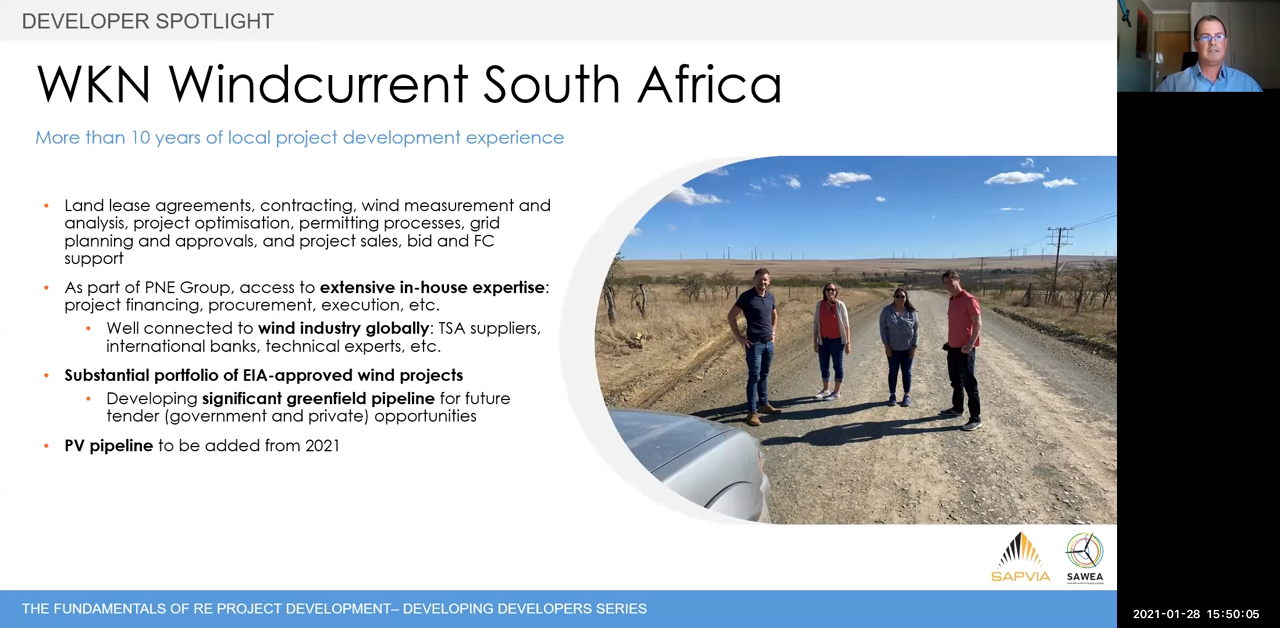 DEVELOPER SPOTLIGHT
WKN Windcurrent South Africa
More than 10 years of local project development experience
• Land lease agreements, contracting, wind measurement and
analysis, project optimisation, permitting processes, grid
planning and approvals, and project sales, bid and FC
support
• As part of PNE Group, access to extensive in-house expertise:
project financing, procurement, execution, etc.
• Well connected to wind industry globally: TSA suppliers,
international banks, technical experts, etc.
• Substantial portfolio of EIA-approved wind projects
• Developing significant greenfield pipeline for future
tender (government and private) opportunities
• PV pipeline to be added from 2021
SAPVIA
SAWEA
THE FUNDAMENTALS OF RE PROJECT DEVELOPMENT– DEVELOPING DEVELOPERS SERIES
2021-01-28 15:50:05